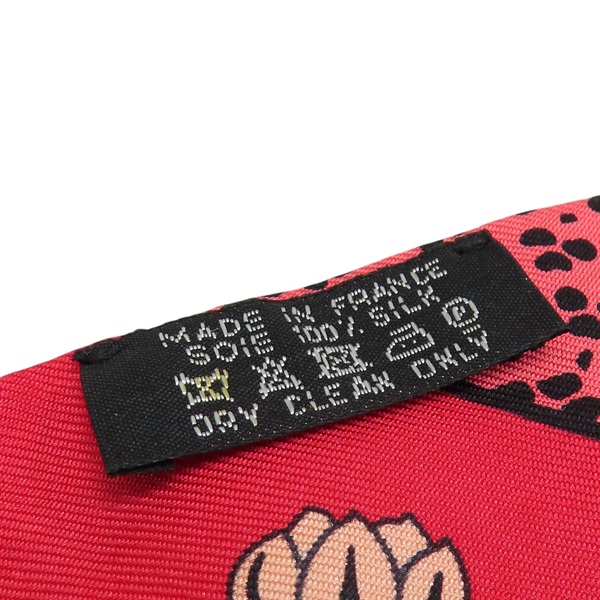 MADE IN FRANCE
SOIE 100% SILK
P
DRY CLEAN ONLY